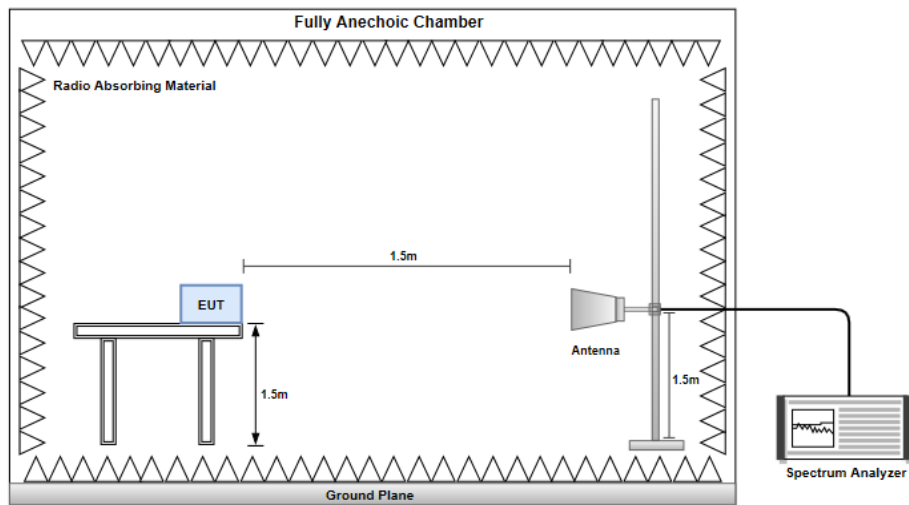 Fully Anechoic Chamber
Radio Absorbing Material
1.5m
EUT
Antenna
1.5m
1.5m
Spectrum Analyzer
Ground Plane